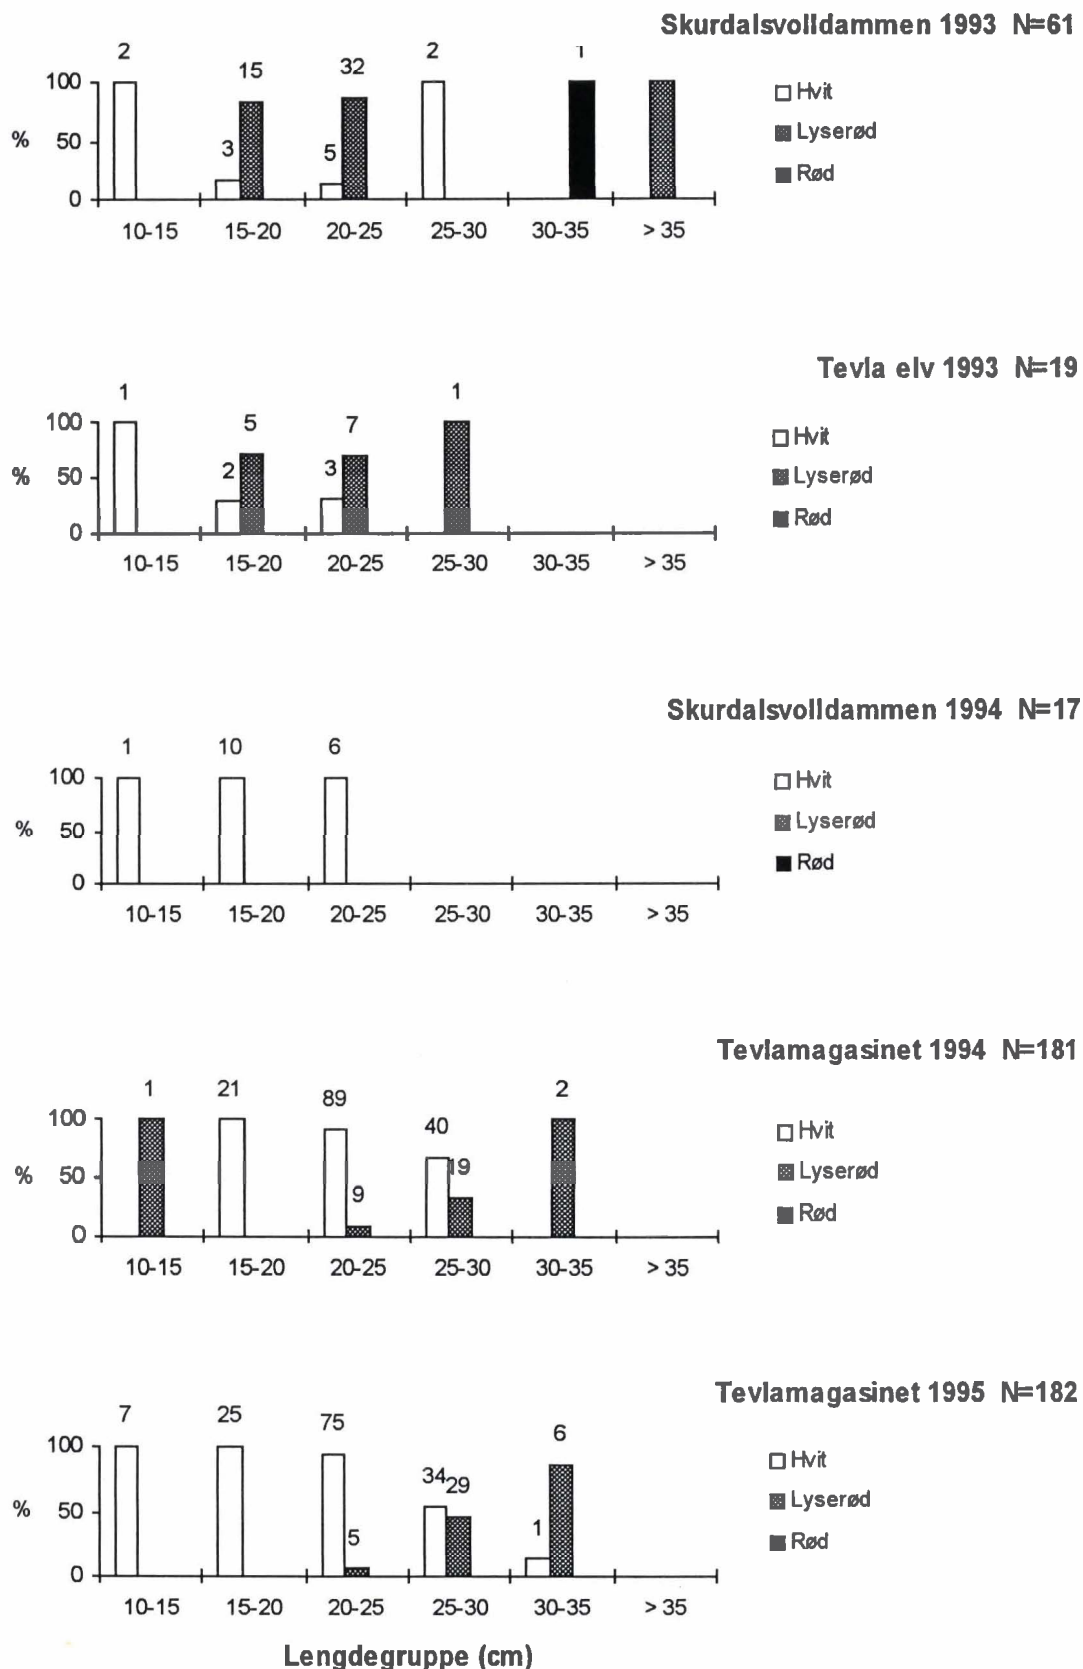 Skurdalsvolldammen 1993 N=61
2 15 32 2 1
3 5
100
% 50
0
10-15 15-20 20-25 25-30 30-35 > 35
Hvit
Lyserød
Rød
Tevla elv 1993 N=19
1 5 7 1
2 3
100
% 50
0
10-15 15-20 20-25 25-30 30-35 > 35
Hvit
Lyserød
Rød
Skurdalsvolldammen 1994 N=17
1 10 6
100
% 50
0
10-15 15-20 20-25 25-30 30-35 > 35
Hvit
Lyserød
Rød
Tevlamagasinet 1994 N=181
1 21 89 40 2
9 19
100
% 50
0
10-15 15-20 20-25 25-30 30-35 > 35
Hvit
Lyserød
Rød
Tevlamagasinet 1995 N=182
7 25 75 34 29 6
5 1
100
% 50
0
10-15 15-20 20-25 25-30 30-35 > 35
Hvit
Lyserød
Rød
Lengdegruppe (cm)